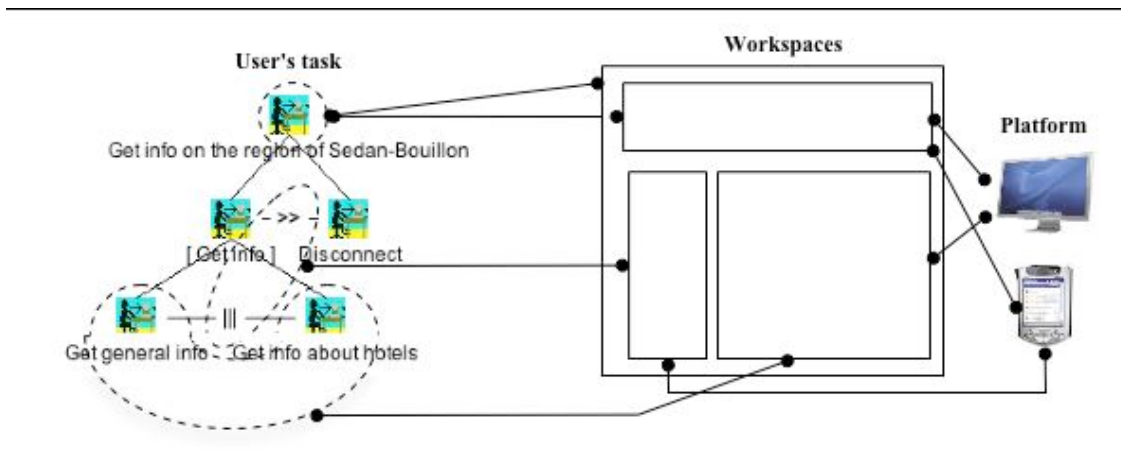 User's task
Workspaces
Platform
Get info on the region of Sedan-Bouillon
>>
[ Get info ] Disconnect
|||
Get general info Get info about hotels